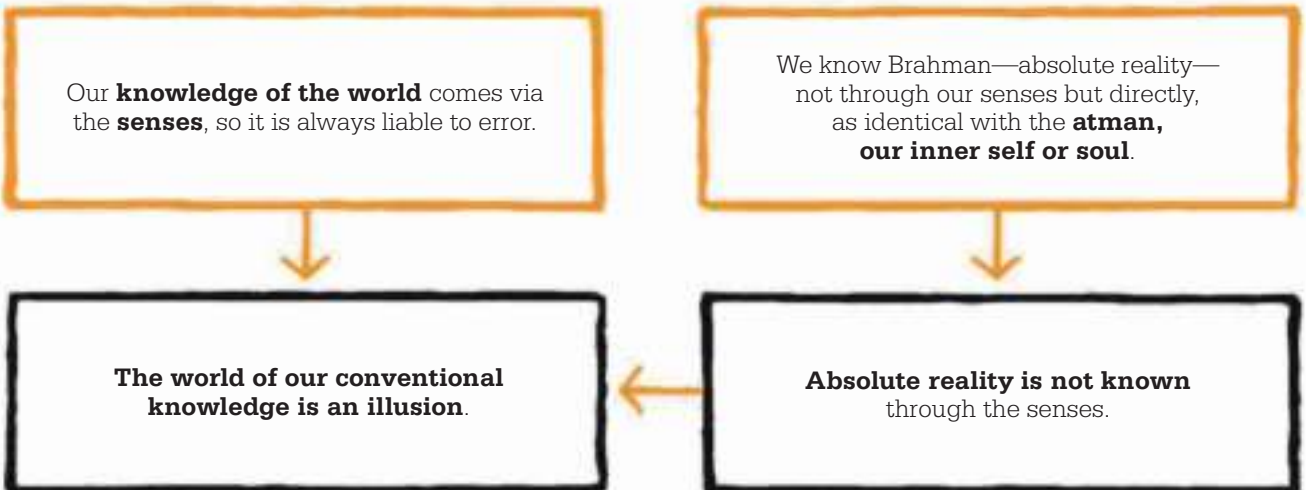 Our knowledge of the world comes via
the senses, so it is always liable to error.
We know Brahman—absolute reality—
not through our senses but directly,
as identical with the atman,
our inner self or soul.
The world of our conventional
knowledge is an illusion.
Absolute reality is not known
through the senses.